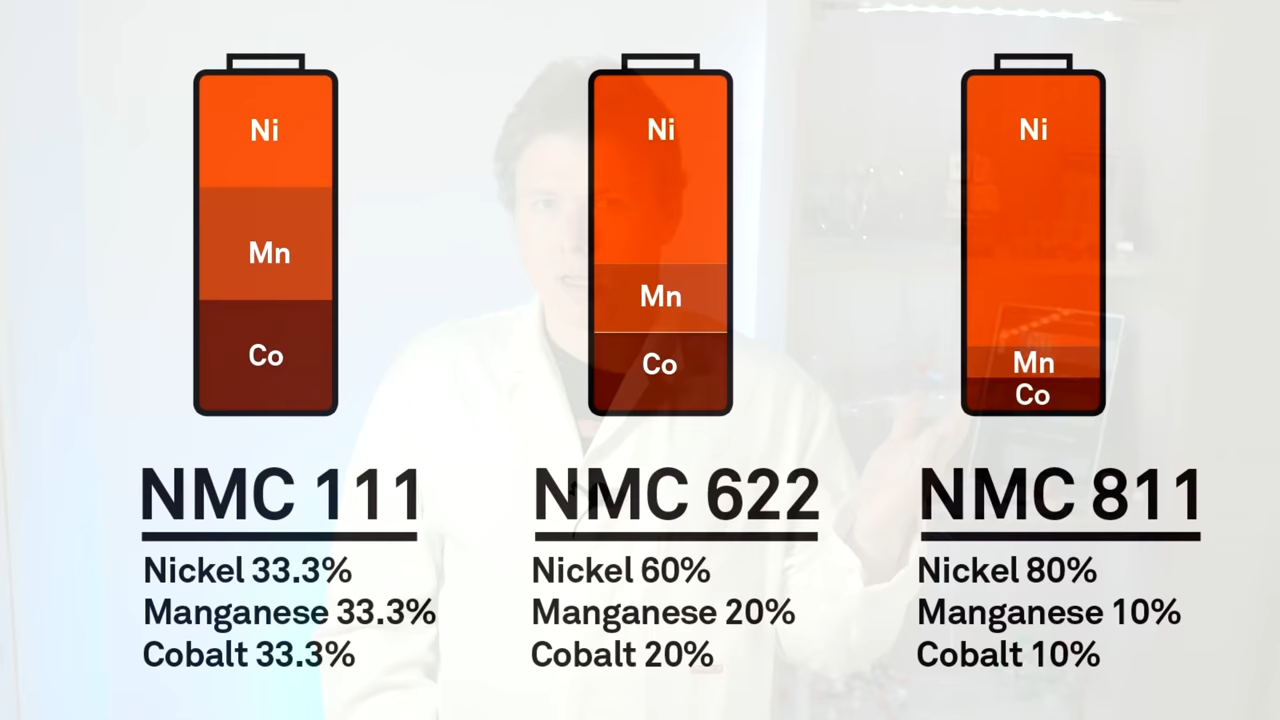 Ni
Mn
Co
NMC 111
Nickel 33.3%
Manganese 33.3%
Cobalt 33.3%
Ni
Mn
Co
NMC 622
Nickel 60%
Manganese 20%
Cobalt 20%
Ni
Mn
Co
NMC 811
Nickel 80%
Manganese 10%
Cobalt 10%